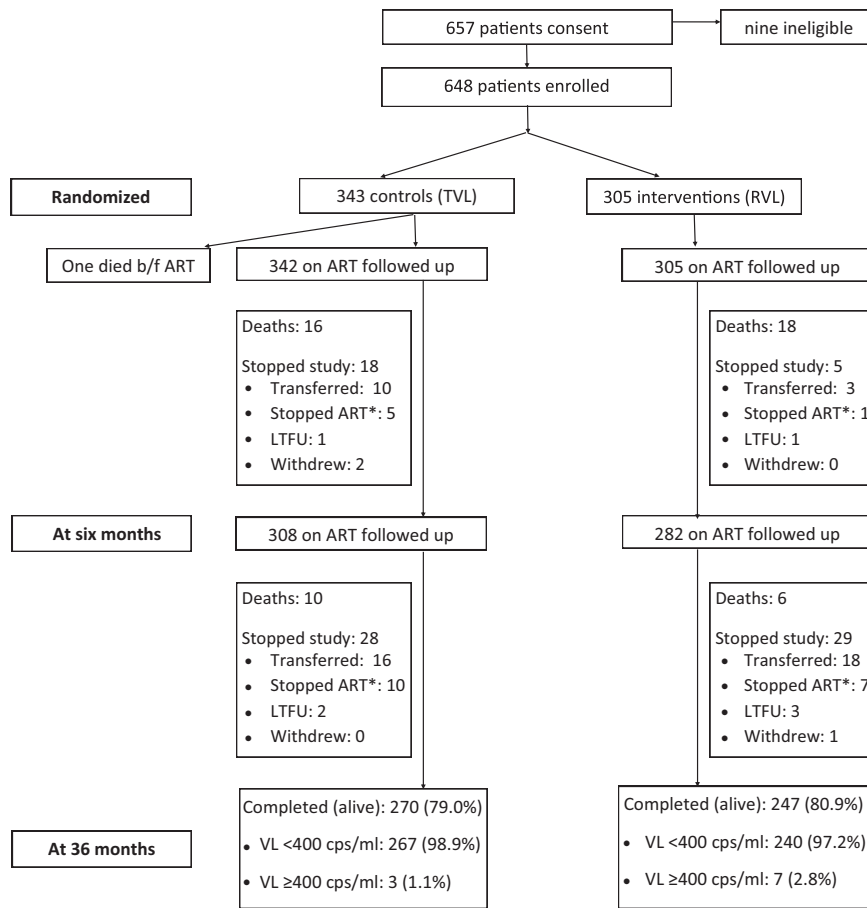 657 patients consent
nine ineligible
648 patients enrolled
Randomized
343 controls (TVL)
305 interventions (RVL)
One died b/f ART
342 on ART followed up
305 on ART followed up
Deaths: 16
Stopped study: 18
• Transferred: 10
• Stopped ART*: 5
• LTFU: 1
• Withdrew: 2
Deaths: 18
Stopped study: 5
• Transferred: 3
• Stopped ART*: 1
• LTFU: 1
• Withdrew: 0
At six months
308 on ART followed up
282 on ART followed up
Deaths: 10
Stopped study: 28
• Transferred: 16
• Stopped ART*: 10
• LTFU: 2
• Withdrew: 0
Deaths: 6
Stopped study: 29
• Transferred: 18
• Stopped ART*: 7
• LTFU: 3
• Withdrew: 1
At 36 months
Completed (alive): 270 (79.0%)
• VL <400 cps/ml: 267 (98.9%)
• VL ≥400 cps/ml: 3 (1.1%)
Completed (alive): 247 (80.9%)
• VL <400 cps/ml: 240 (97.2%)
• VL ≥400 cps/ml: 7 (2.8%)